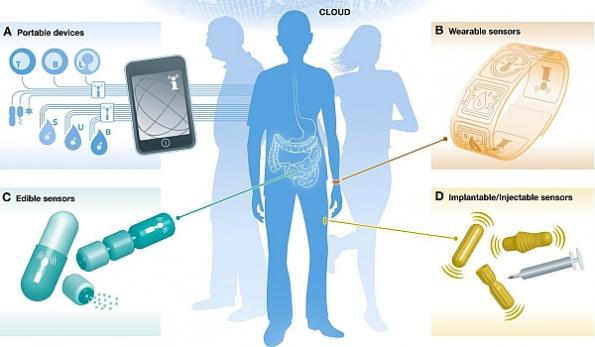 CLOUD
A Portable devices
T B L
S U B
B Wearable sensors
C Edible sensors
D Implantable/Injectable sensors